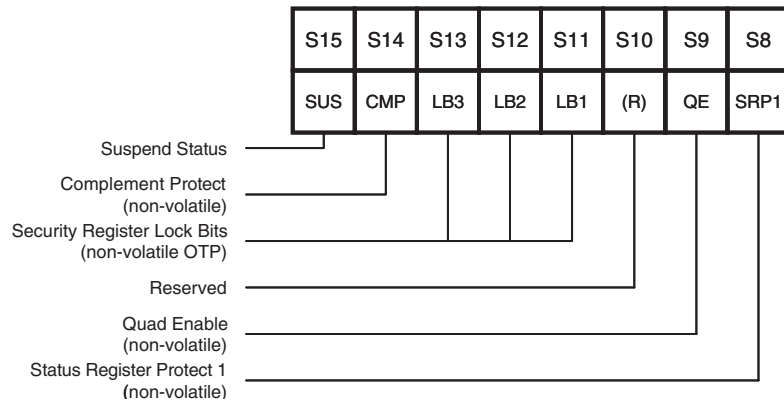 S15 S14 S13 S12 S11 S10 S9 S8
SUS CMP LB3 LB2 LB1 (R) QE SRP1
Suspend Status
Complement Protect
(non-volatile)
Security Register Lock Bits
(non-volatile OTP)
Reserved
Quad Enable
(non-volatile)
Status Register Protect 1
(non-volatile)